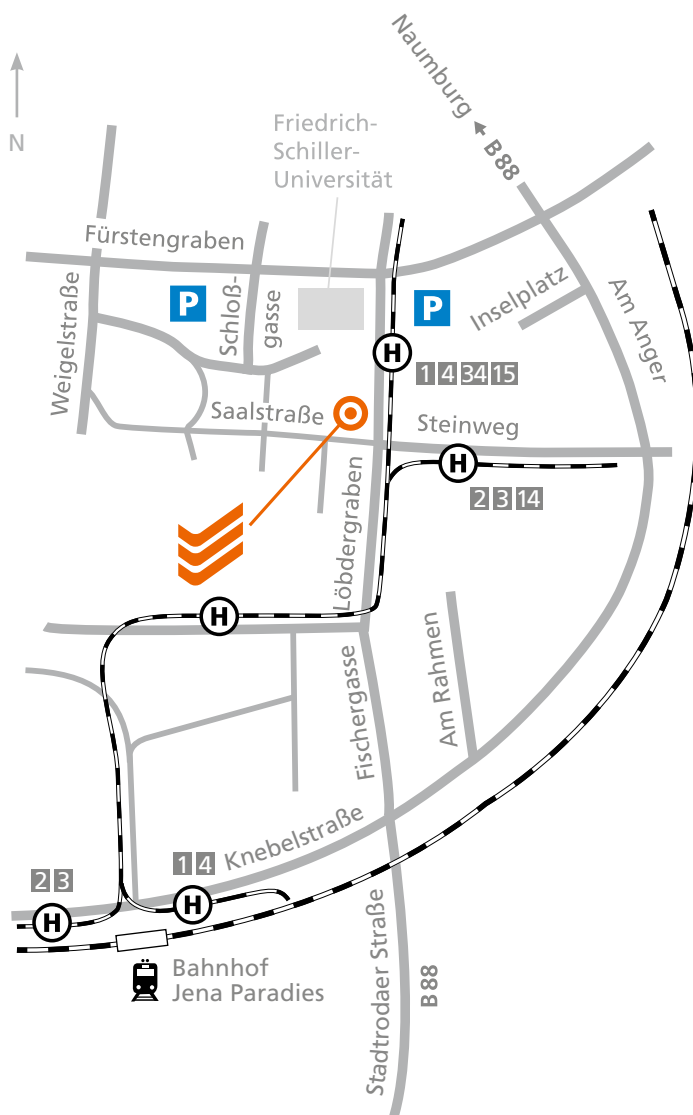 Naumburg
B 88
N
Friedrich-
Schiller-
Universität
Fürstengraben
P
Schloß-
gasse
P
Inselplatz
Am Anger
Weigelstraße
H
1 4 34 15
Saalstraße
Steinweg
H
2 3 14
Löbdergraben
H
Am Rahmen
Fischergasse
Knebelstraße
1 4
2 3
H
H
Bahnhof
Jena Paradies
Stadtrodaer Straße
B 88